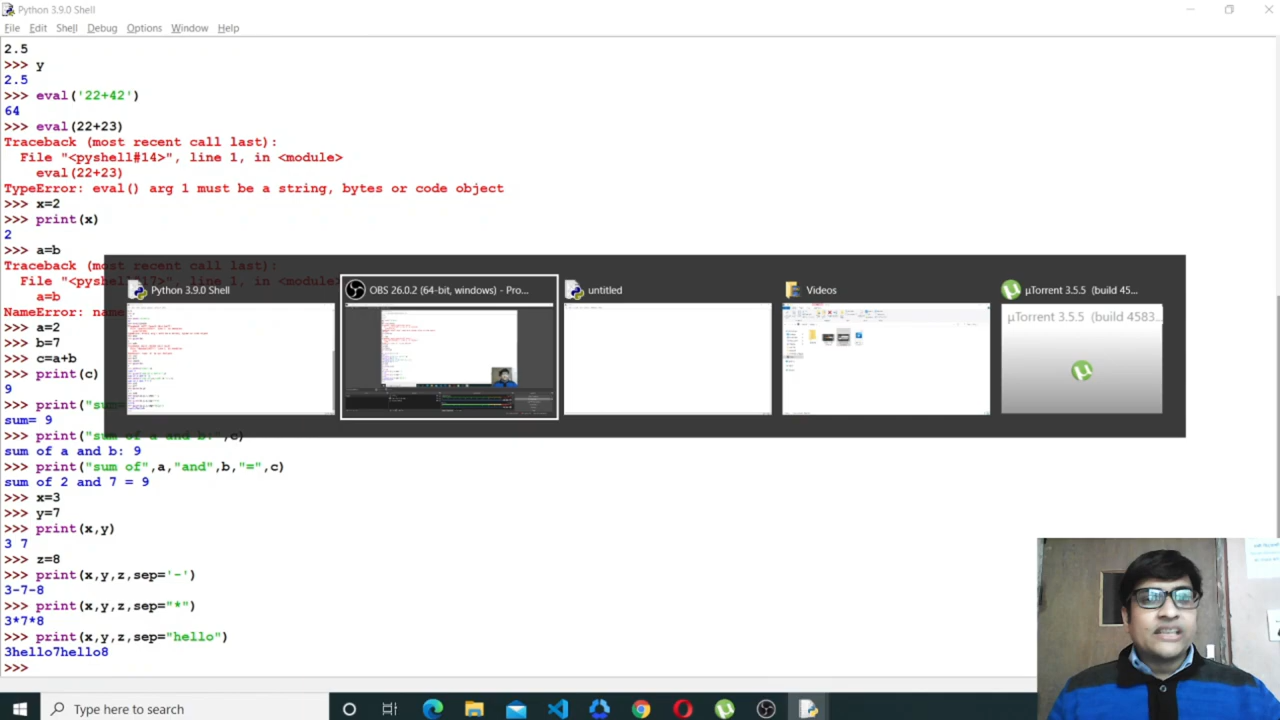 Python 3.9.0 Shell
File Edit Shell Debug Options Window Help
2.5
>>> y
2.5
>>> eval('22+42')
64
>>> eval(22+23)
Traceback (most recent call last):
  File "<pyshell#14>", line 1, in <module>
    eval(22+23)
TypeError: eval() arg 1 must be a string, bytes or code object
>>> x=2
>>> print(x)
2
>>> a=b
Traceback (most recent call last):
    a=b
NameError:
>>> a=2
>>> b=7
>>> c=a+b
>>> print(c)
9
>>> print("sum=
sum= 9
>>> print("sum of a and b:",c)
sum of a and b: 9
>>> print("sum of",a,"and",b,"=",c)
sum of 2 and 7 = 9
>>> x=3
>>> y=7
>>> print(x,y)
3 7
>>> z=8
>>> print(x,y,z,sep='-')
3-7-8
>>> print(x,y,z,sep="*")
3*7*8
>>> print(x,y,z,sep="hello")
3hello7hello8
>>>
Python 3.9.0 Shell
OBS 26.0.2 (64-bit, windows) - Pro...
untitled
Videos
µTorrent 3.5.5 (build 45...
µTorrent 3.5.5 (build 4583...
Type here to search